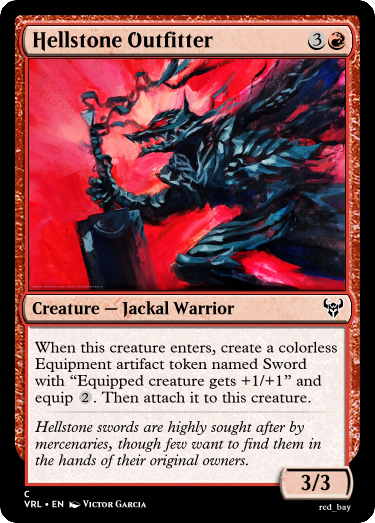 Hellstone Outfitter 3
Creature — Jackal Warrior
When this creature enters, create a colorless
Equipment artifact token named Sword
with “Equipped creature gets +1/+1” and
equip 2. Then attach it to this creature.
Hellstone swords are highly sought after by
mercenaries, though few want to find them in
the hands of their original owners.
3/3
C
VRL • EN Victor Garcia
red_bay